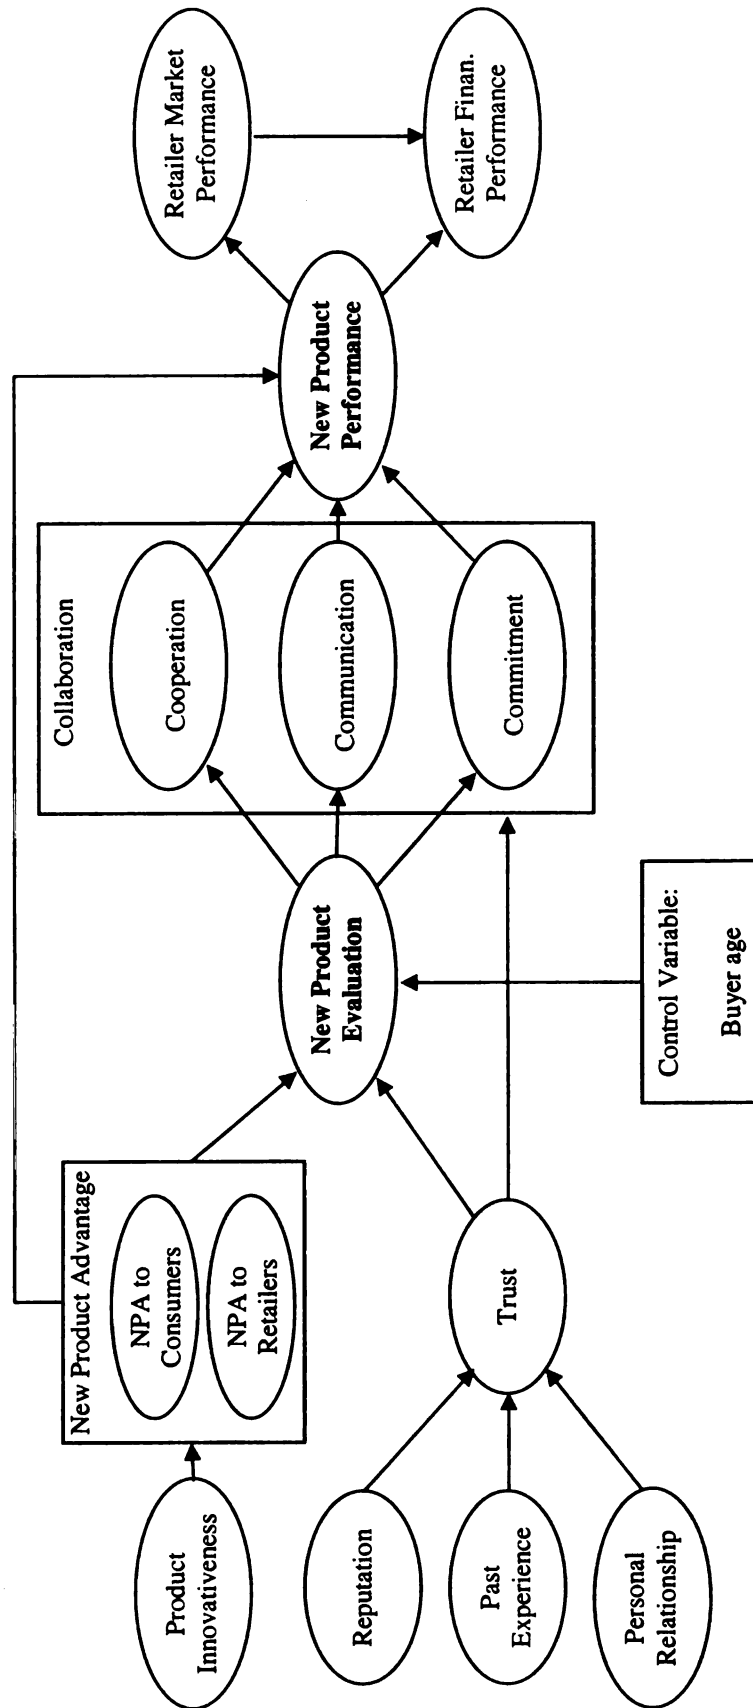 Product
Innovativeness
New Product Advantage
NPA to
Consumers
NPA to
Retailers
Reputation
Past
Experience
Personal
Relationship
Trust
New Product
Evaluation
Control Variable:
Buyer age
Collaboration
Cooperation
Communication
Commitment
New Product
Performance
Retailer Market
Performance
Retailer Finan.
Performance